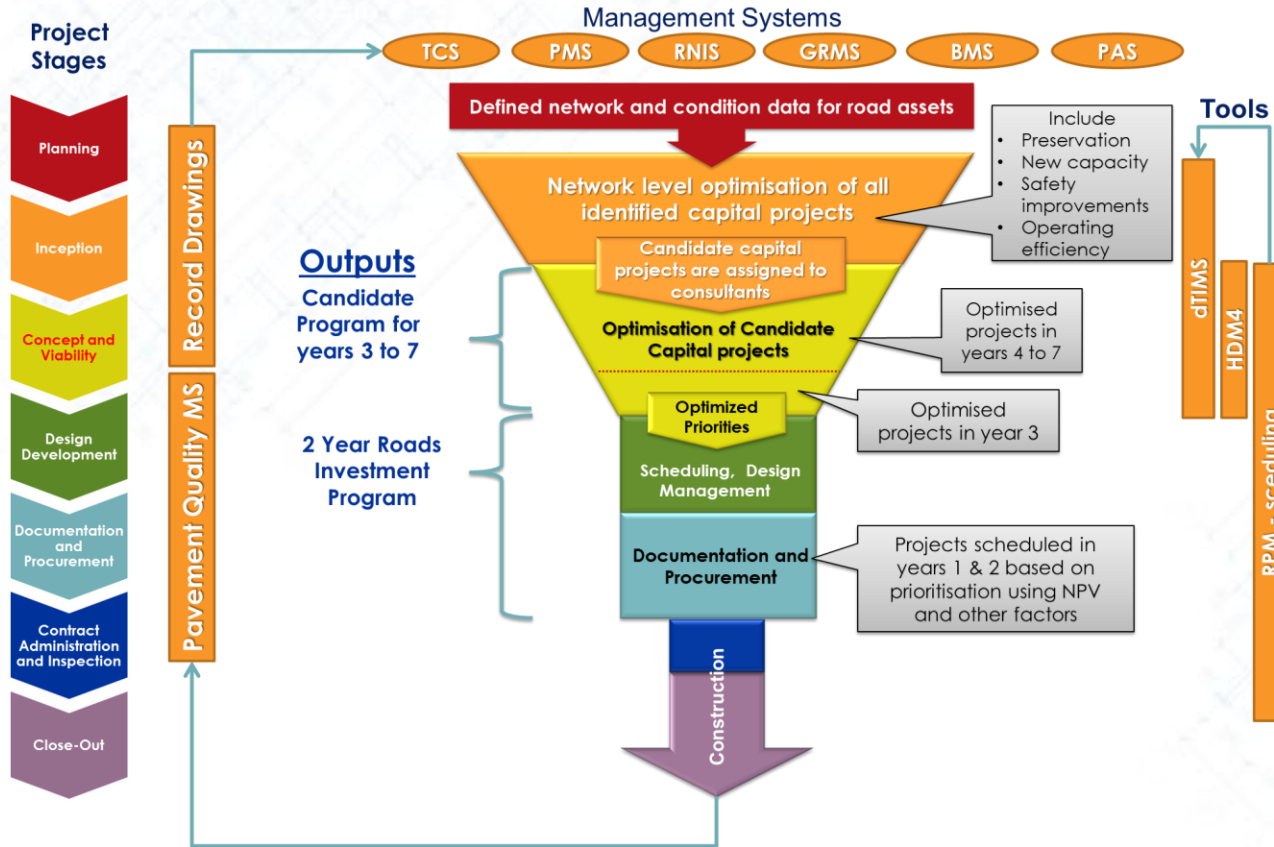 Management Systems
Project
Stages
TCS
PMS
RNIS
GRMS
BMS
PAS
Planning
Inception
Concept and
Viability
Design
Development
Documentation
and
Procurement
Contract
Administration
and Inspection
Close-Out
Record Drawings
Pavement Quality MS
Outputs
Candidate
Program for
years 3 to 7
2 Year Roads
Investment
Program
Defined network and condition data for road assets
Network level optimisation of all
identified capital projects
Candidate capital
projects are assigned to
consultants
Optimisation of Candidate
Capital projects
Optimized
Priorities
Scheduling, Design
Management
Documentation and
Procurement
Construction
Include
• Preservation
• New capacity
• Safety
improvements
• Operating
efficiency
Optimised
projects in
years 4 to 7
Optimised
projects in year 3
Projects scheduled in
years 1 & 2 based on
prioritisation using NPV
and other factors
Tools
dTIMS
HDM4
RPM - sceduling